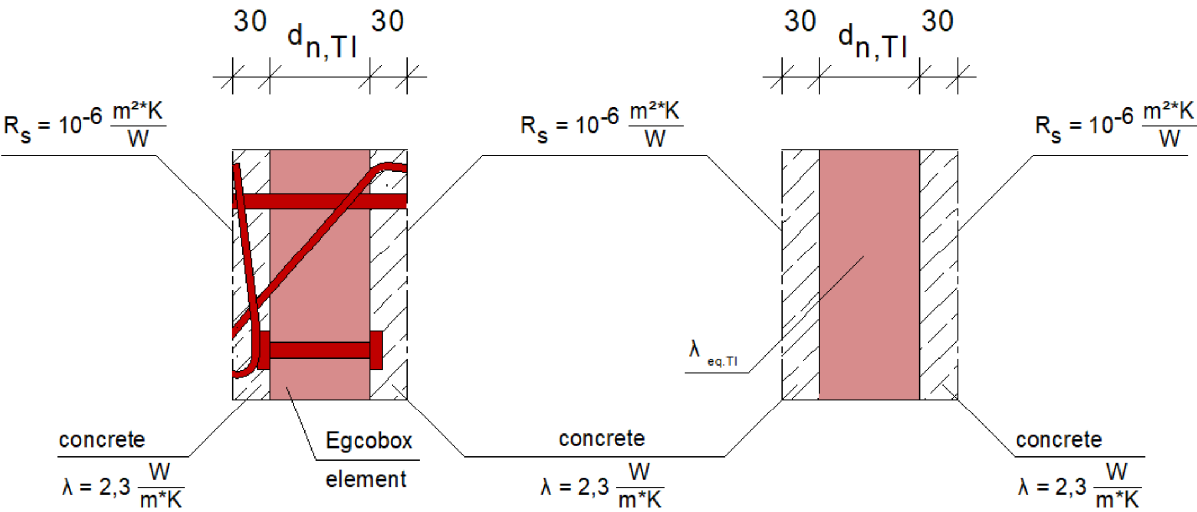 30 30 30 30
d n,TI d n,TI
R s = 10-6 m²*K/W R s = 10-6 m²*K/W R s = 10-6 m²*K/W
λ eq.TI
concrete Egcobox concrete concrete
element
λ = 2,3 W/m*K λ = 2,3 W/m*K λ = 2,3 W/m*K